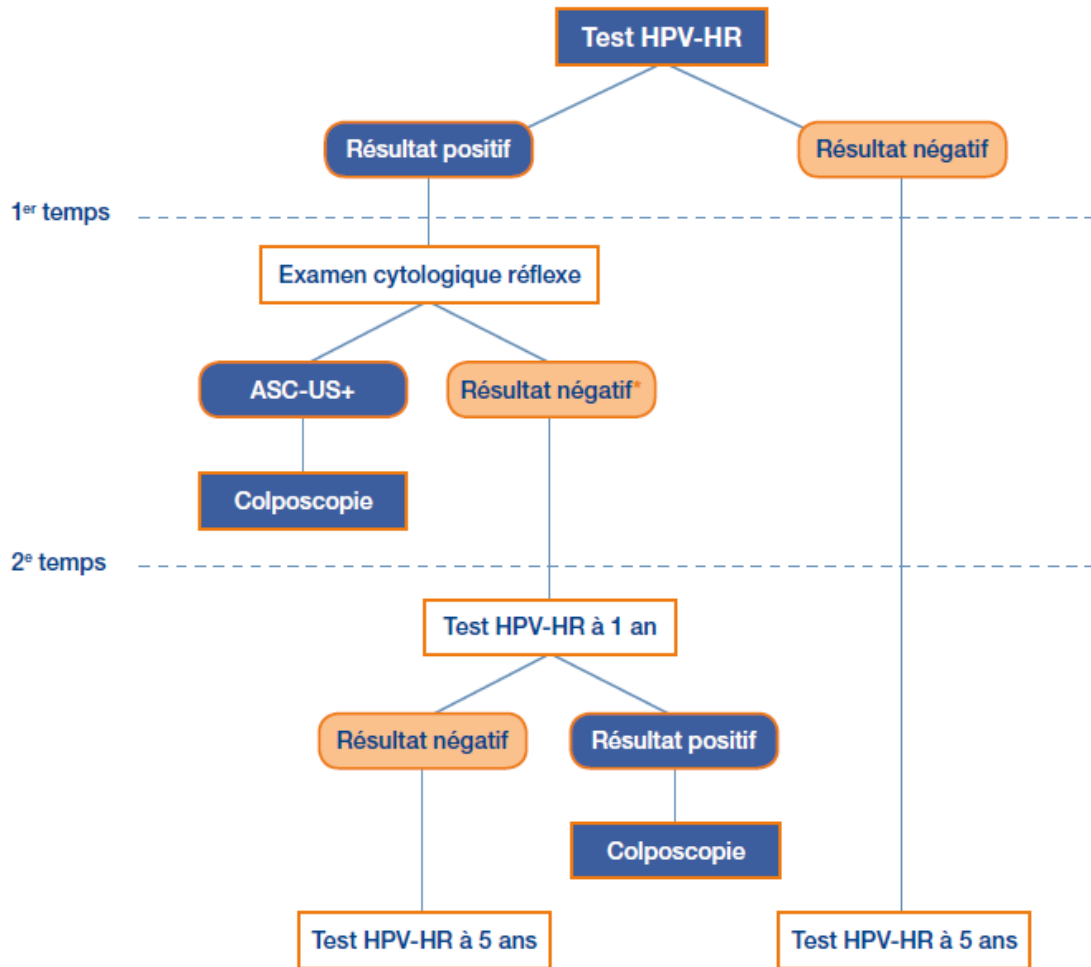 Test HPV-HR
Résultat positif
Résultat négatif
1er temps
Examen cytologique réflexe
ASC-US+
Résultat négatif*
Colposcopie
2e temps
Test HPV-HR à 1 an
Résultat négatif
Résultat positif
Colposcopie
Test HPV-HR à 5 ans
Test HPV-HR à 5 ans